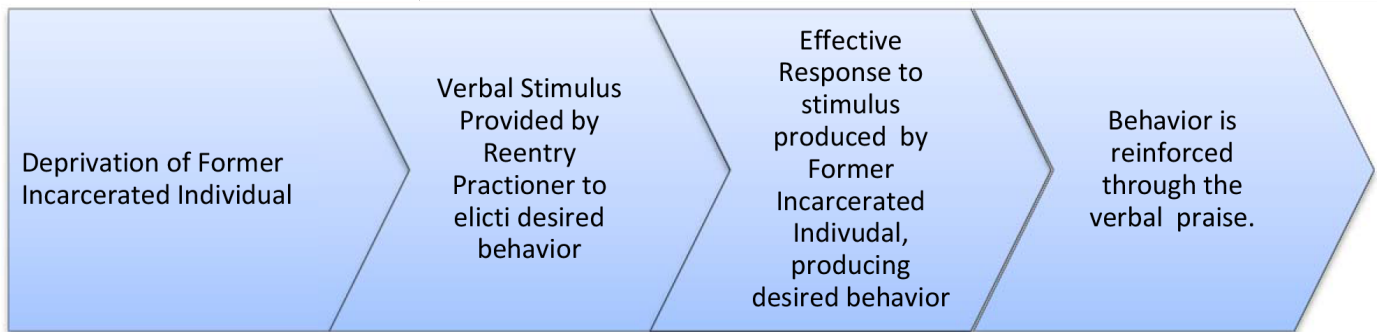 Deprivation of Former
Incarcerated Individual
Verbal Stimulus
Provided by
Reentry
Practioner to
elicti desired
behavior
Effective
Response to
stimulus
produced by
Former
Incarcerated
Indivudal,
producing
desired behavior
Behavior is
reinforced
through the
verbal praise.